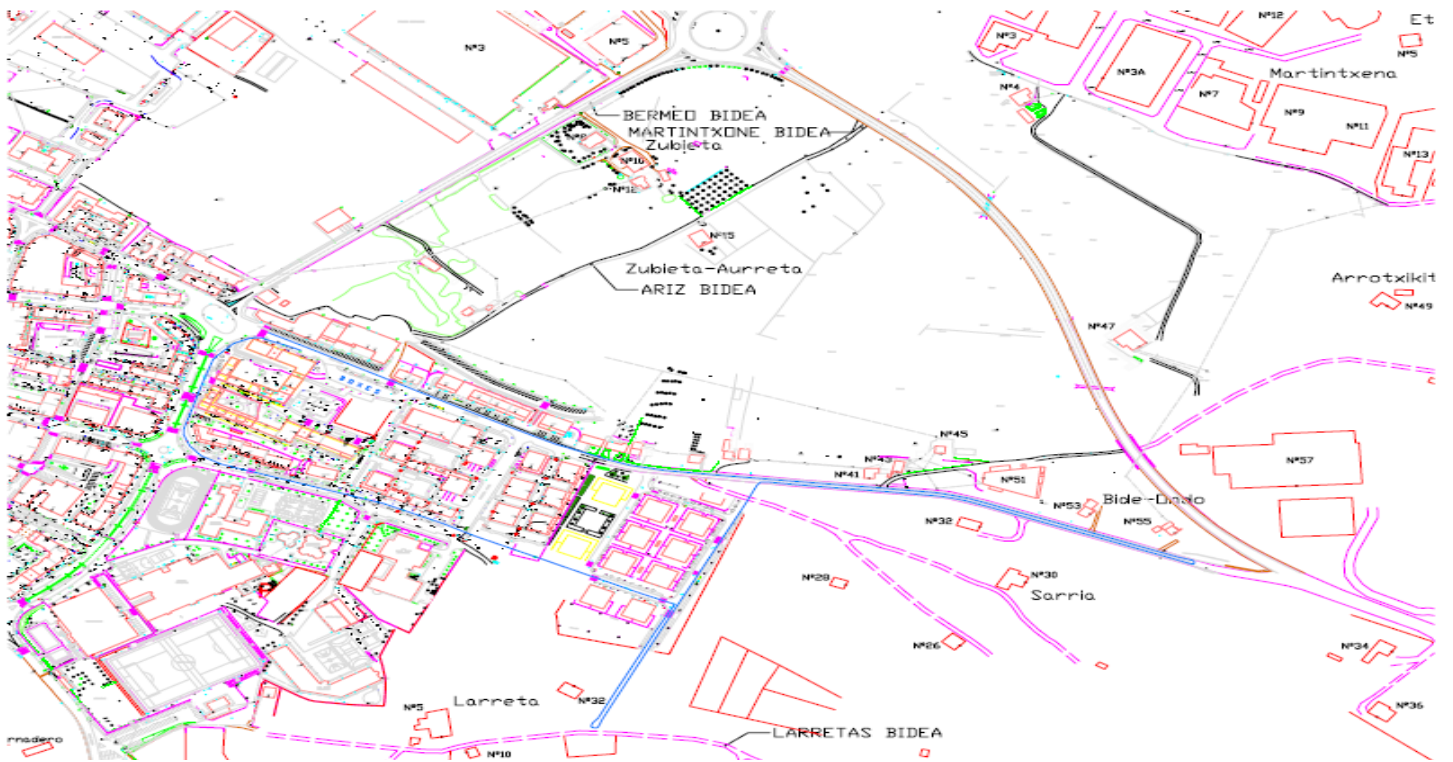 Nº12
Et
Nº3
Nº5
Nº3
Nº5
Nº3A
Martintxena
Nº4
Nº7
BERMEO BIDEA
Nº9
MARTINTXONE BIDEA
Nº11
Zubieta
Nº13
Nº16
Nº12
Nº15
Zubieta-Aurreta
Arrotxikit
ARIZ BIDEA
Nº49
Nº47
Nº45
Nº57
Nº41
Nº51
Bide-Ondo
Nº53
Nº32
Nº55
Nº28
Nº30
Sarria
Nº26
Nº34
Larreta
Nº32
Nº5
Nº36
LARRETAS BIDEA
rnadero
Nº10